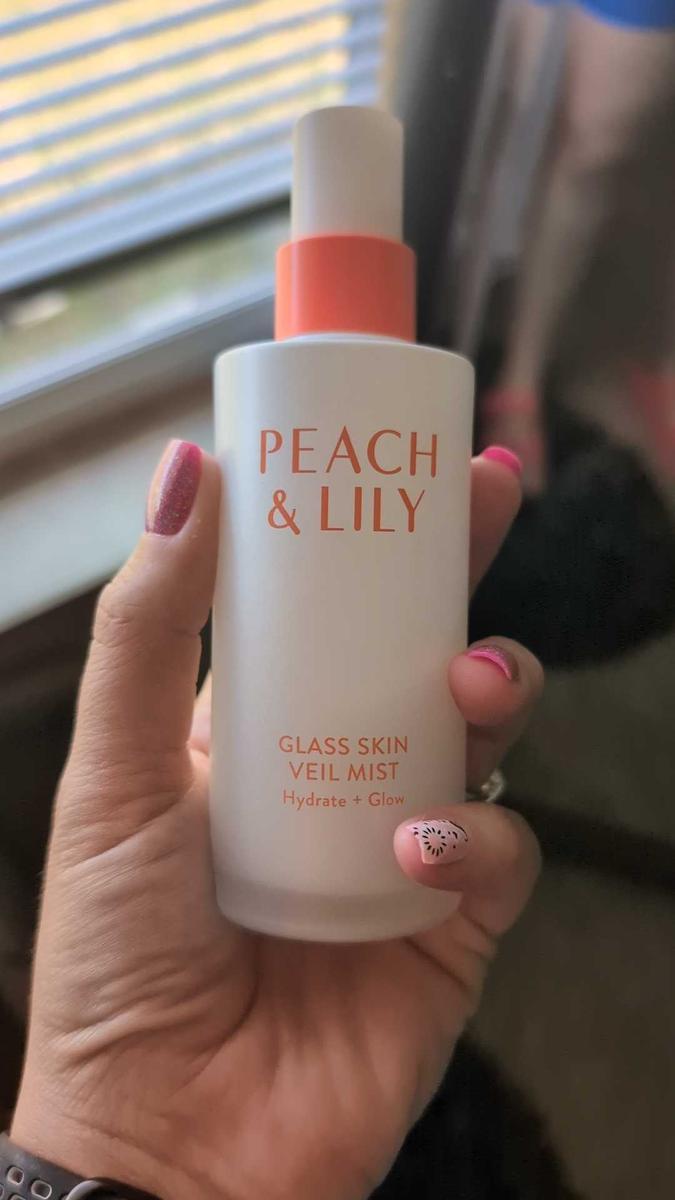 PEACH
& LILY
GLASS SKIN
VEIL MIST
Hydrate + Glow